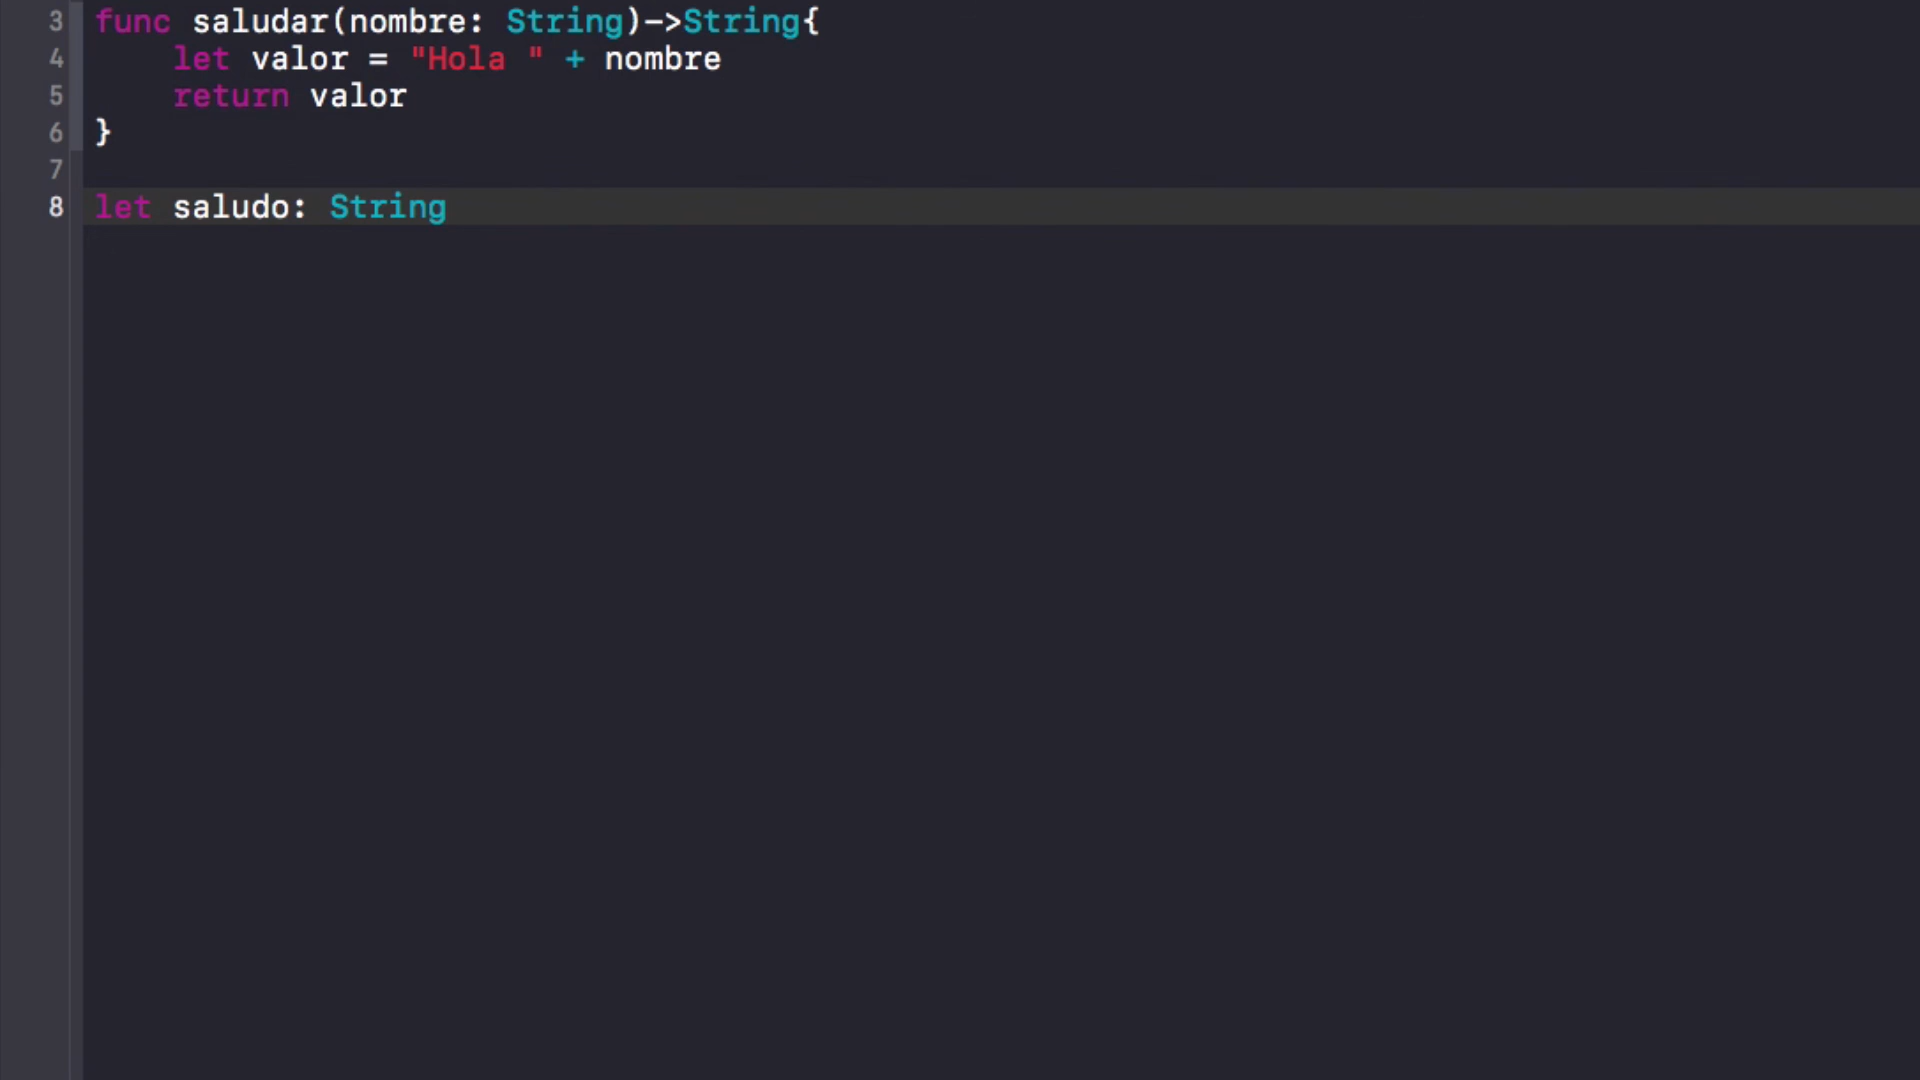 3 func saludar(nombre: String)->String{
4     let valor = "Hola " + nombre
5     return valor
6 }
7
8 let saludo: String